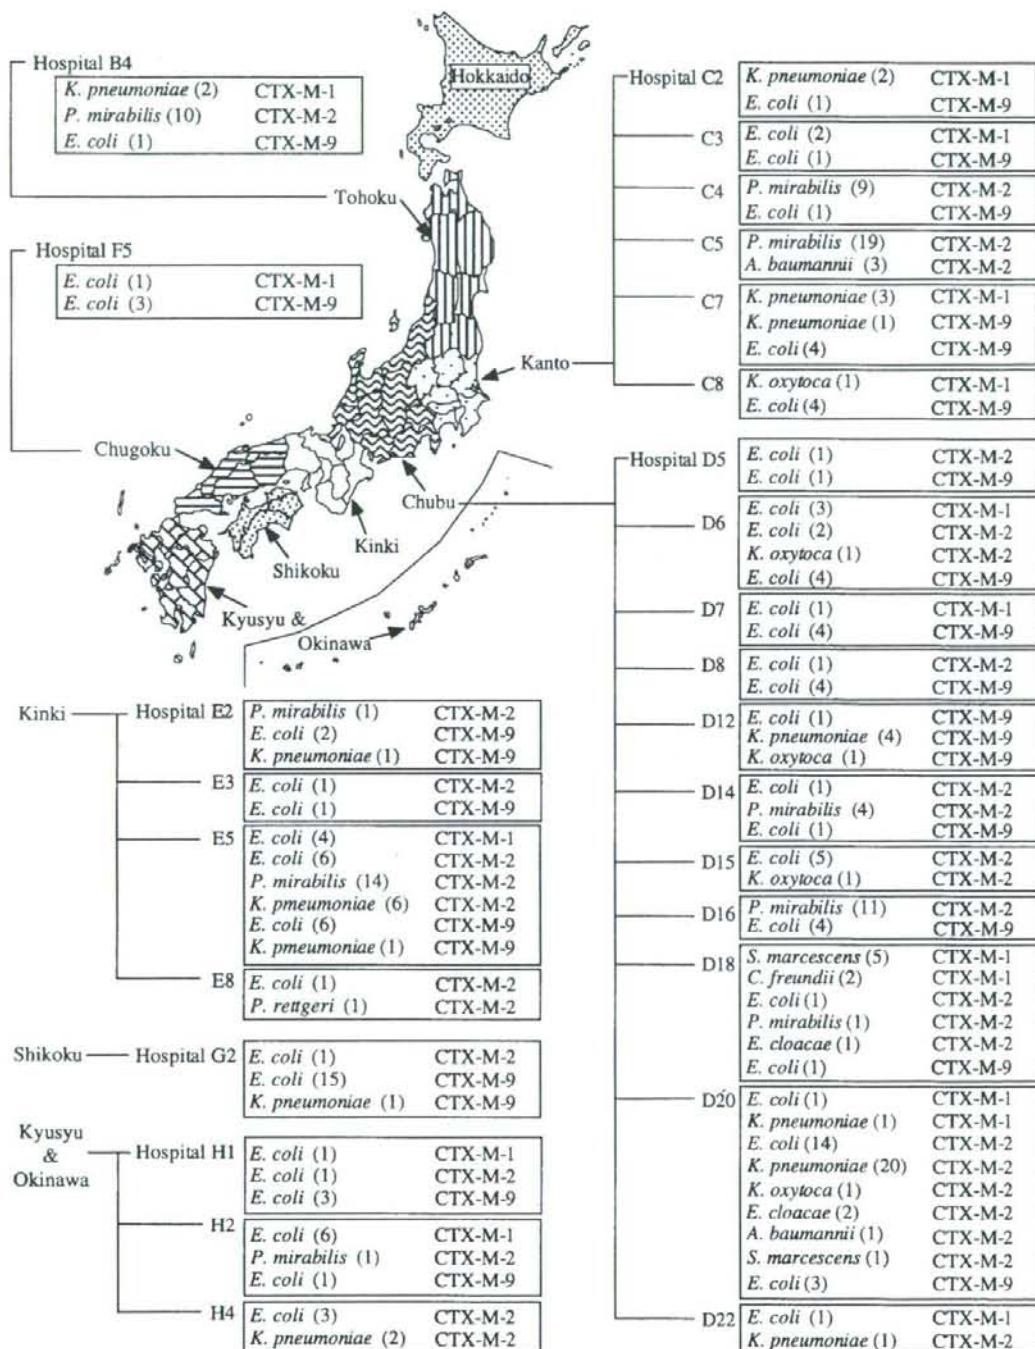 Hospital B4
K. pneumoniae (2) CTX-M-1
P. mirabilis (10) CTX-M-2
E. coli (1) CTX-M-9
Hospital F5
E. coli (1) CTX-M-1
E. coli (3) CTX-M-9
Hokkaido
Tohoku
Kanto
Chugoku
Chubu
Kinki
Shikoku
Kyusyu &
Okinawa
Hospital C2
K. pneumoniae (2) CTX-M-1
E. coli (1) CTX-M-9
C3
E. coli (2) CTX-M-1
E. coli (1) CTX-M-9
C4
P. mirabilis (9) CTX-M-2
E. coli (1) CTX-M-9
C5
P. mirabilis (19) CTX-M-2
A. baumannii (3) CTX-M-2
C7
K. pneumoniae (3) CTX-M-1
K. pneumoniae (1) CTX-M-9
E. coli (4) CTX-M-9
C8
K. oxytoca (1) CTX-M-1
E. coli (4) CTX-M-9
Hospital D5
E. coli (1) CTX-M-2
E. coli (1) CTX-M-9
D6
E. coli (3) CTX-M-1
E. coli (2) CTX-M-2
K. oxytoca (1) CTX-M-2
E. coli (4) CTX-M-9
D7
E. coli (1) CTX-M-1
E. coli (4) CTX-M-9
D8
E. coli (1) CTX-M-2
E. coli (4) CTX-M-9
D12
E. coli (1) CTX-M-9
K. pneumoniae (4) CTX-M-9
K. oxytoca (1) CTX-M-9
D14
E. coli (1) CTX-M-2
P. mirabilis (4) CTX-M-2
E. coli (1) CTX-M-9
D15
E. coli (5) CTX-M-2
K. oxytoca (1) CTX-M-2
D16
P. mirabilis (11) CTX-M-2
E. coli (4) CTX-M-9
D18
S. marcescens (5) CTX-M-1
C. freundii (2) CTX-M-1
E. coli (1) CTX-M-2
P. mirabilis (1) CTX-M-2
E. cloacae (1) CTX-M-2
E. coli (1) CTX-M-9
D20
E. coli (1) CTX-M-1
K. pneumoniae (1) CTX-M-1
E. coli (14) CTX-M-2
K. pneumoniae (20) CTX-M-2
K. oxytoca (1) CTX-M-2
E. cloacae (2) CTX-M-2
A. baumannii (1) CTX-M-2
S. marcescens (1) CTX-M-2
E. coli (3) CTX-M-9
D22
E. coli (1) CTX-M-1
K. pneumoniae (1) CTX-M-2
Kinki
Hospital E2
P. mirabilis (1) CTX-M-2
E. coli (2) CTX-M-9
K. pneumoniae (1) CTX-M-9
E3
E. coli (1) CTX-M-2
E. coli (1) CTX-M-9
E5
E. coli (4) CTX-M-1
E. coli (6) CTX-M-2
P. mirabilis (14) CTX-M-2
K. pmeumoniae (6) CTX-M-2
E. coli (6) CTX-M-9
K. pmeumoniae (1) CTX-M-9
E8
E. coli (1) CTX-M-2
P. rettgeri (1) CTX-M-2
Shikoku
Hospital G2
E. coli (1) CTX-M-2
E. coli (15) CTX-M-9
K. pneumoniae (1) CTX-M-9
Kyusyu
&
Okinawa
Hospital H1
E. coli (1) CTX-M-1
E. coli (1) CTX-M-2
E. coli (3) CTX-M-9
H2
E. coli (6) CTX-M-1
P. mirabilis (1) CTX-M-2
E. coli (1) CTX-M-9
H4
E. coli (3) CTX-M-2
K. pneumoniae (2) CTX-M-2